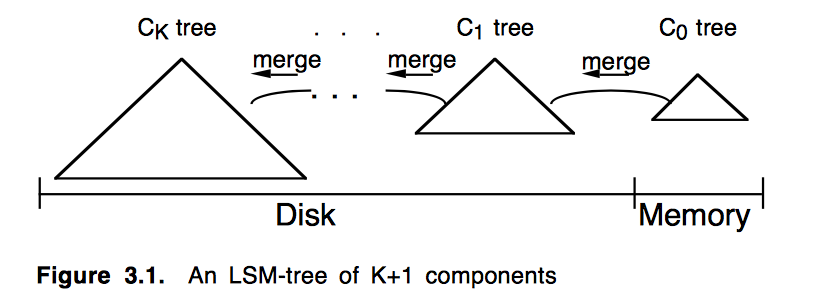 CK tree . . . C1 tree C0 tree
merge merge merge
. . .
Disk Memory
Figure 3.1. An LSM-tree of K+1 components